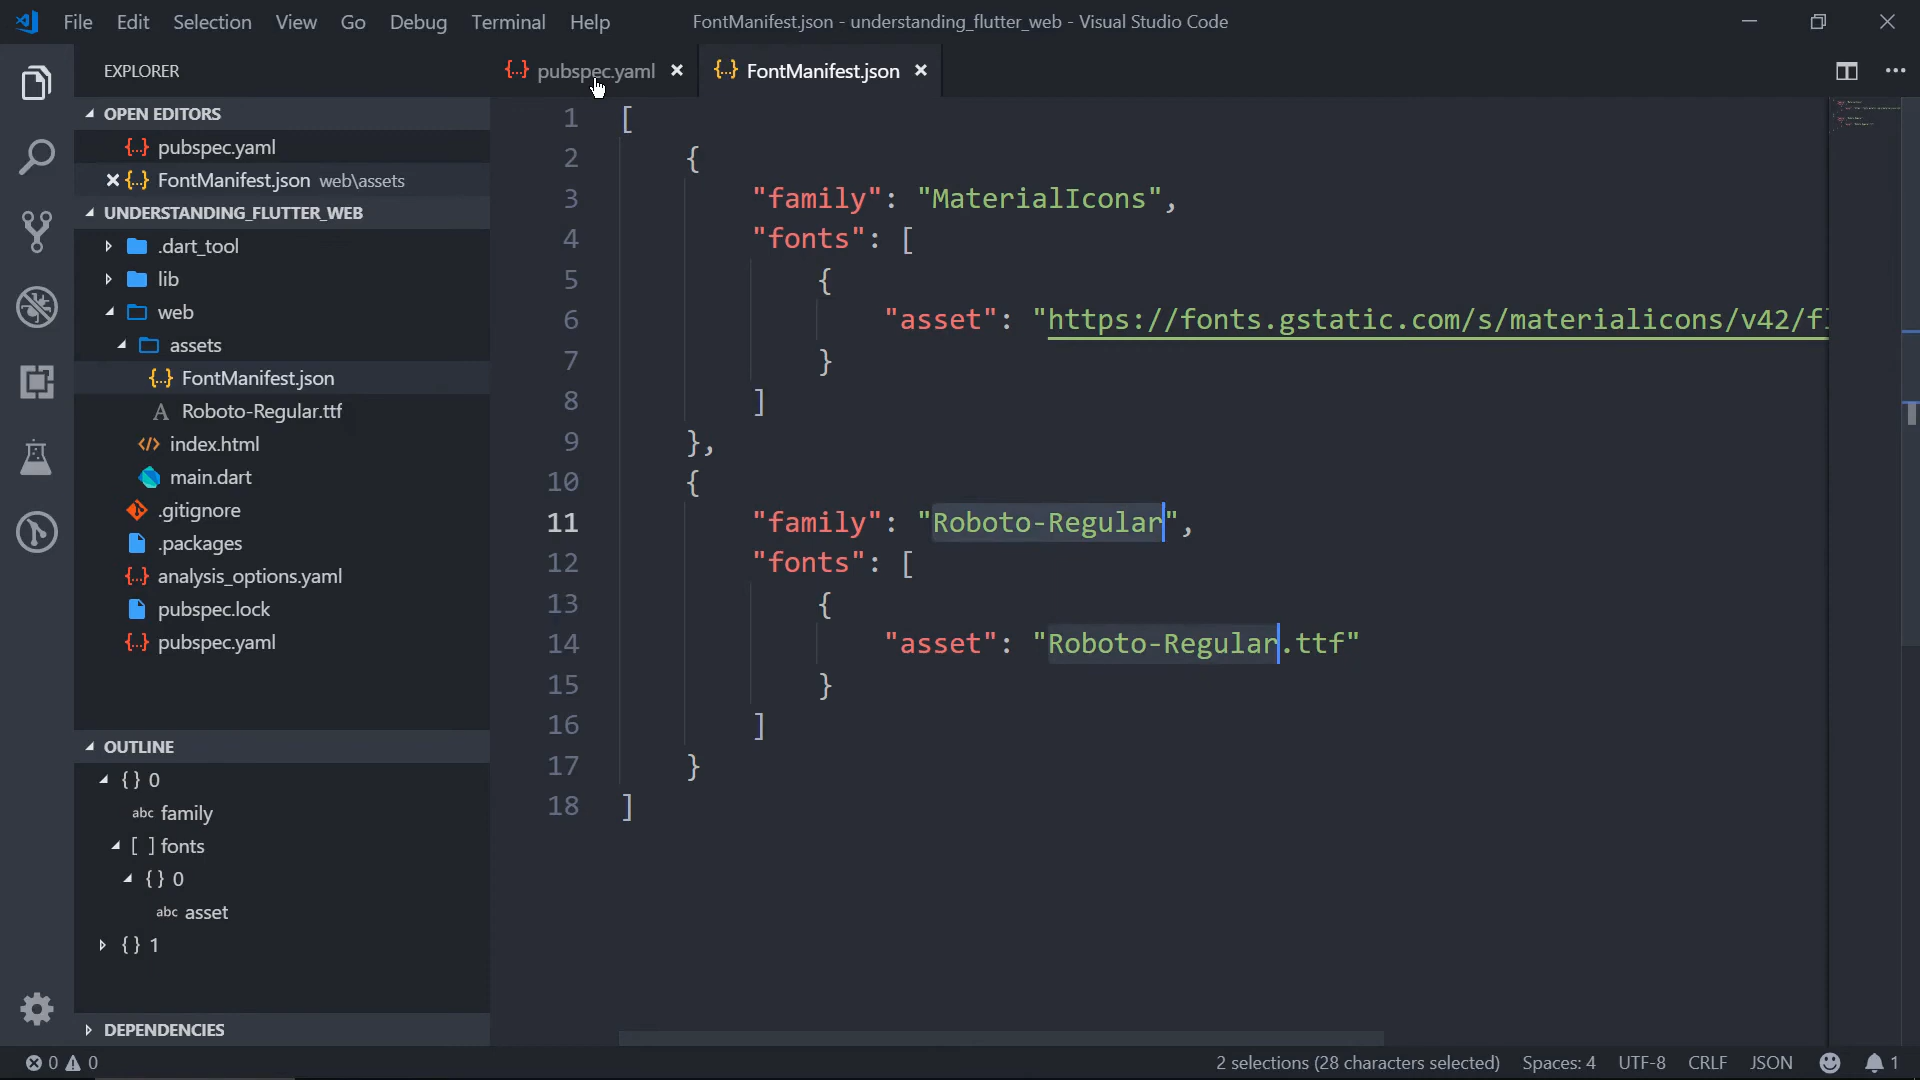 File Edit Selection View Go Debug Terminal Help
FontManifest.json - understanding_flutter_web - Visual Studio Code
EXPLORER
OPEN EDITORS
pubspec.yaml
FontManifest.json web\assets
UNDERSTANDING_FLUTTER_WEB
.dart_tool
lib
web
assets
FontManifest.json
Roboto-Regular.ttf
index.html
main.dart
.gitignore
.packages
analysis_options.yaml
pubspec.lock
pubspec.yaml
OUTLINE
{} 0
abc family
[ ] fonts
{} 0
abc asset
{} 1
DEPENDENCIES
{..} pubspec.yaml
{..} FontManifest.json
1 [
2 {
3 "family": "MaterialIcons",
4 "fonts": [
5 {
6 "asset": "https://fonts.gstatic.com/s/materialicons/v42/
7 }
8 ]
9 },
10 {
11 "family": "Roboto-Regular",
12 "fonts": [
13 {
14 "asset": "Roboto-Regular.ttf"
15 }
16 ]
17 }
18 ]
0 0
2 selections (28 characters selected) Spaces: 4 UTF-8 CRLF JSON 1